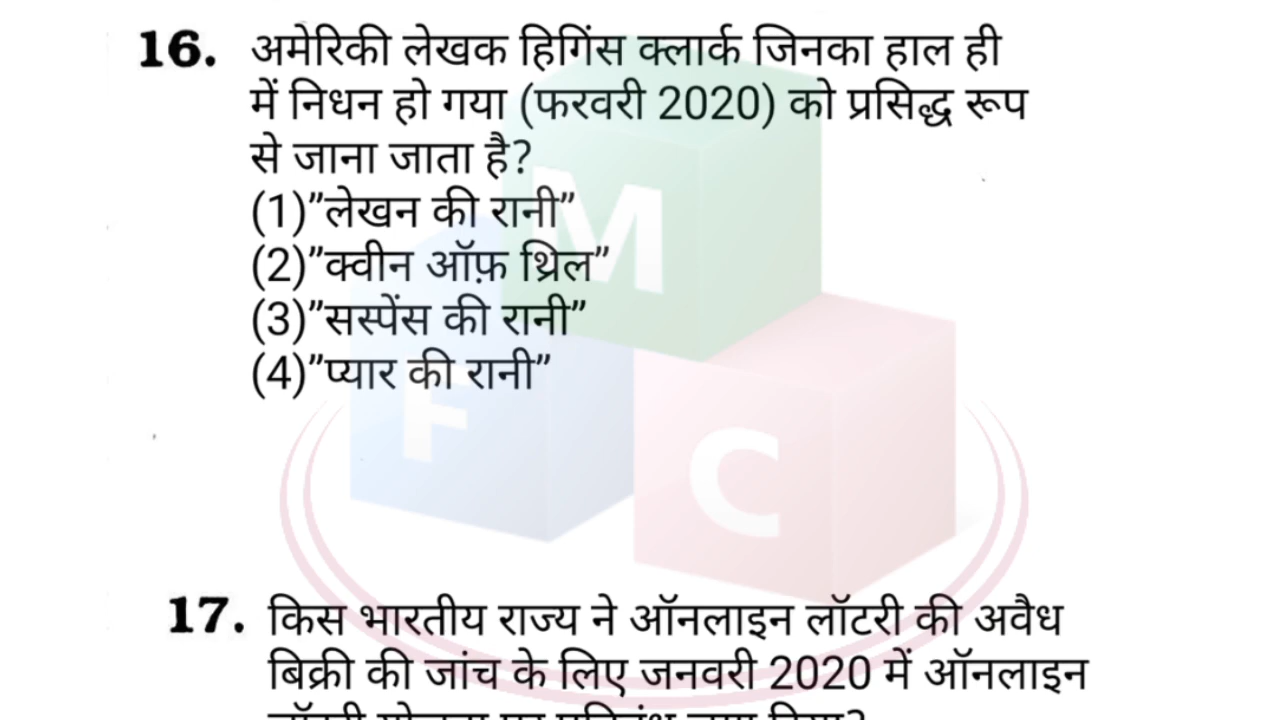 16. अमेरिकी लेखक हिगिंस क्लार्क जिनका हाल ही
में निधन हो गया (फरवरी 2020) को प्रसिद्ध रूप
से जाना जाता है?
(1)”लेखन की रानी”
(2)”क्वीन ऑफ़ थ्रिल”
(3)”सस्पेंस की रानी”
(4)”प्यार की रानी”
M
F
C
17. किस भारतीय राज्य ने ऑनलाइन लॉटरी की अवैध
बिक्री की जांच के लिए जनवरी 2020 में ऑनलाइन